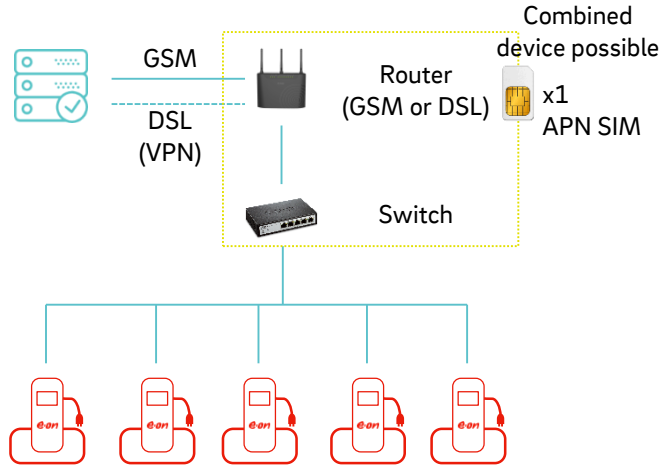 Combined
device possible
GSM
Router
(GSM or DSL)
x1
APN SIM
DSL
(VPN)
Switch
e·on
e·on
e·on
e·on
e·on